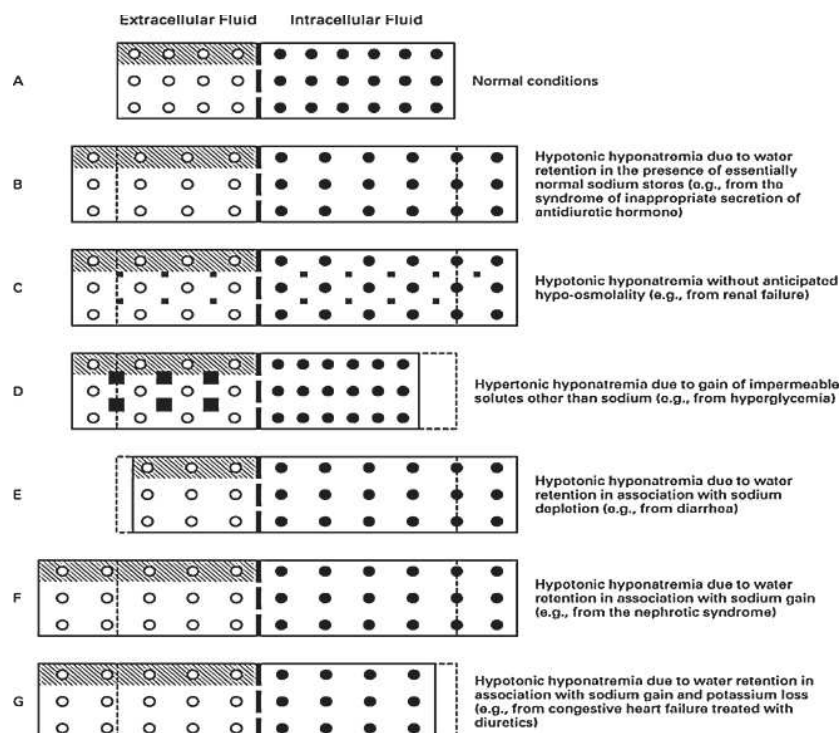 Extracellular Fluid Intracellular Fluid
A Normal conditions
B Hypotonic hyponatremia due to water
retention in the presence of essentially
normal sodium stores (e.g., from the
syndrome of inappropriate secretion of
antidiurotic hormono)
C Hypotonic hyponatremia without anticipated
hypo-osmolality (e.g., from renal failure)
D Hypertonic hyponatremia due to gain of impermeable
solutes other than sodium (e.g., from hyperglycemia)
E Hypotonic hyponatremia due to water
retention in association with sodium
depletion (e.g., from diarrhea)
F Hypotonic hyponatremia due to water
retention in association with sodium gain
(e.g., from the nephrotic syndrome)
G Hypotonic hyponatremia due to water retention in
association with sodium gain and potassium loss
(e.g., from congestive heart failure treated with
diuretics)